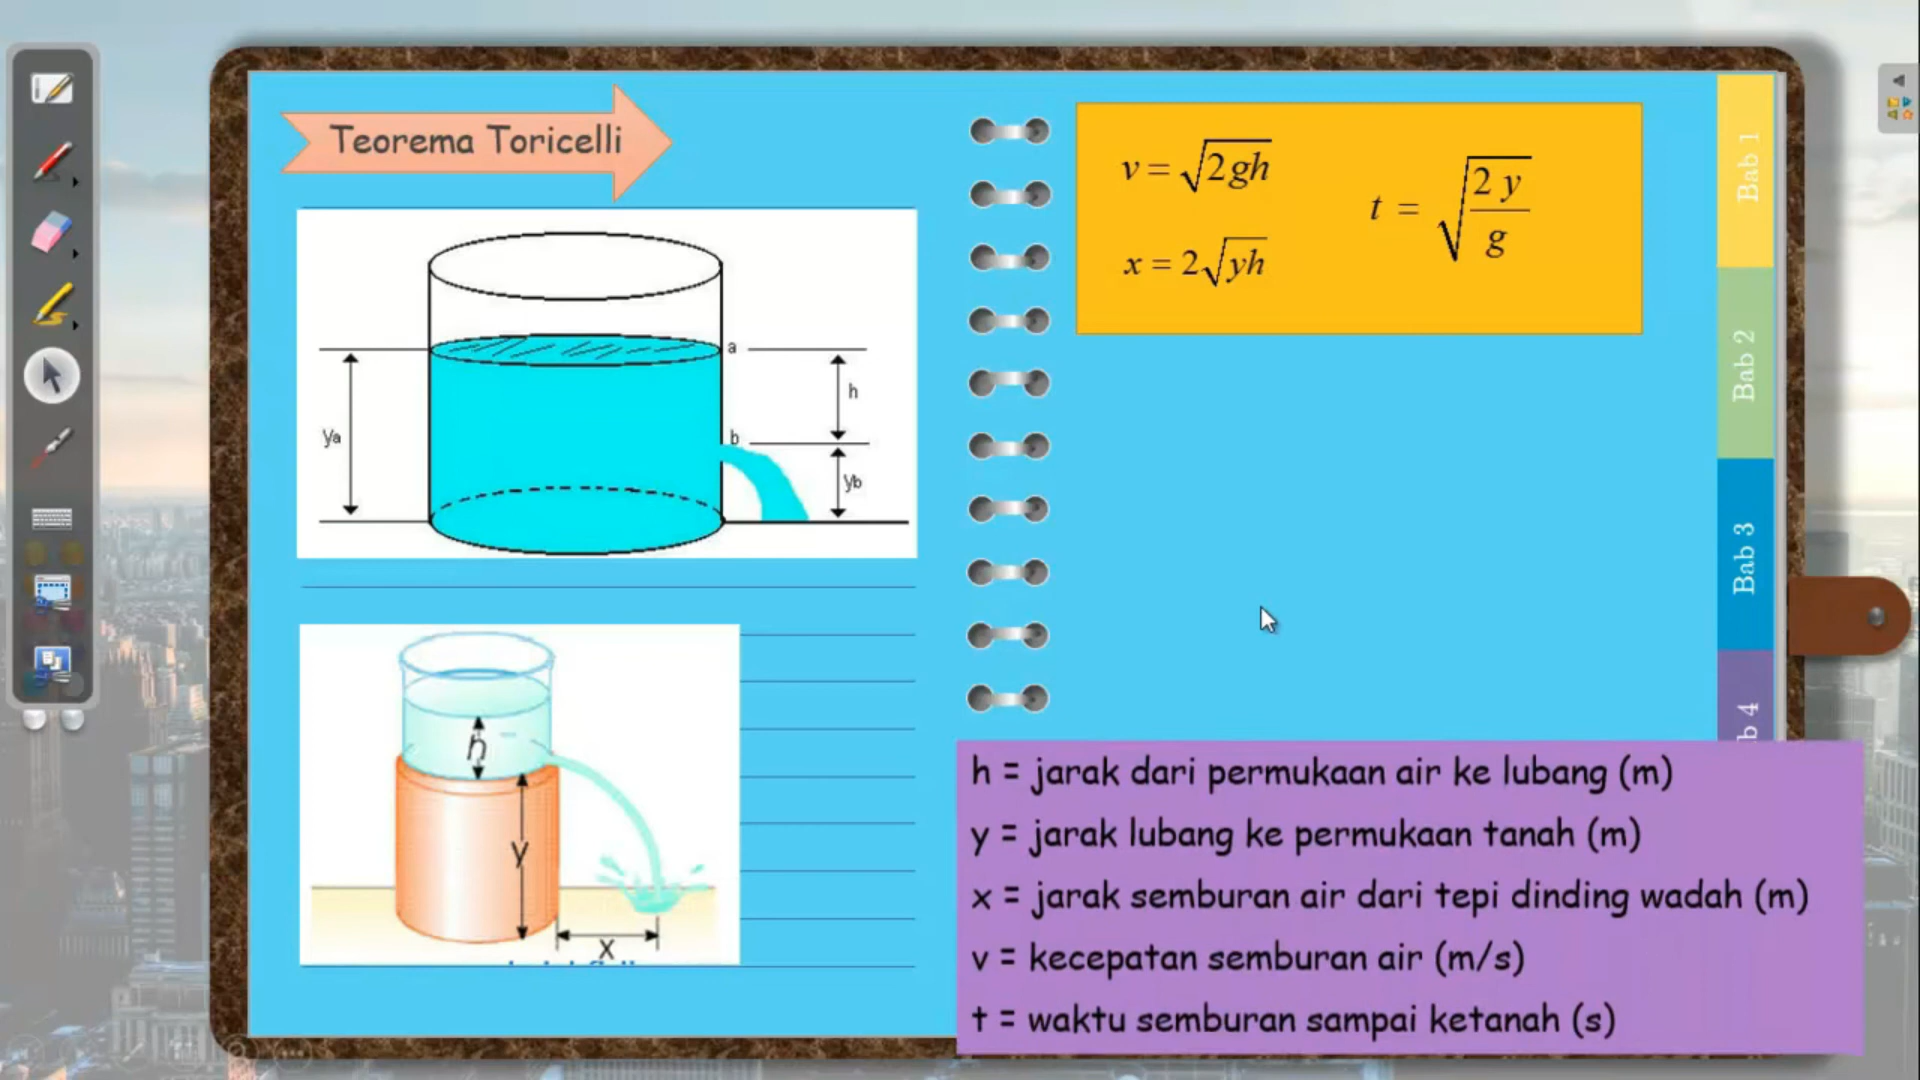 Teorema Toricelli
a
h
b
ya
yb
h
y
x
v = √2gh
t = √2y/g
x = 2√yh
h = jarak dari permukaan air ke lubang (m)
y = jarak lubang ke permukaan tanah (m)
x = jarak semburan air dari tepi dinding wadah (m)
v = kecepatan semburan air (m/s)
t = waktu semburan sampai ketanah (s)
Bab 1
Bab 2
Bab 3
b 4